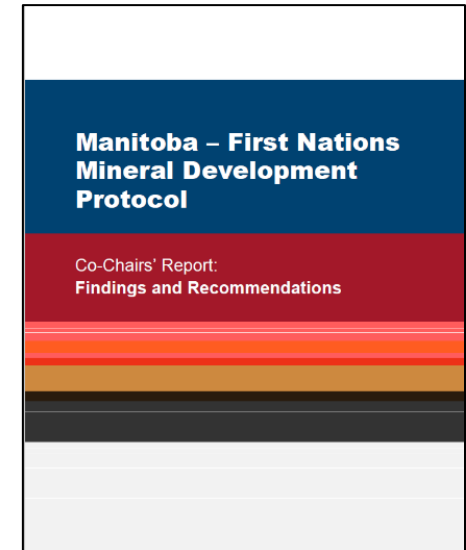 Manitoba – First Nations
Mineral Development
Protocol
Co-Chairs' Report:
Findings and Recommendations